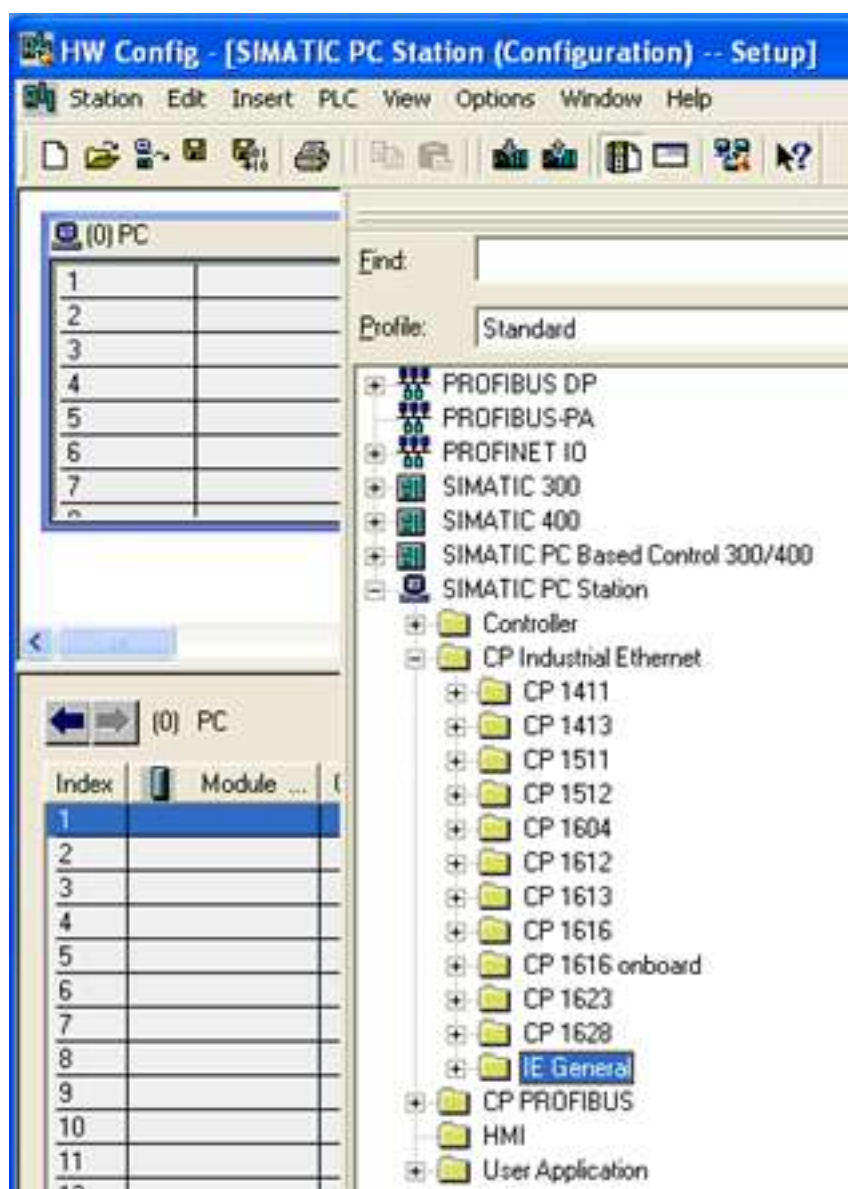 HW Config - [SIMATIC PC Station (Configuration) -- Setup]
Station Edit Insert PLC View Options Window Help
(0) PC
1
2
3
4
5
6
7
Find:
Profile: Standard
PROFIBUS DP
PROFIBUS-PA
PROFINET IO
SIMATIC 300
SIMATIC 400
SIMATIC PC Based Control 300/400
SIMATIC PC Station
Controller
CP Industrial Ethernet
CP 1411
CP 1413
CP 1511
CP 1512
CP 1604
CP 1612
CP 1613
CP 1616
CP 1616 onboard
CP 1623
CP 1628
IE General
CP PROFIBUS
HMI
User Application
(0) PC
Index Module ...
1
2
3
4
5
6
7
8
9
10
11